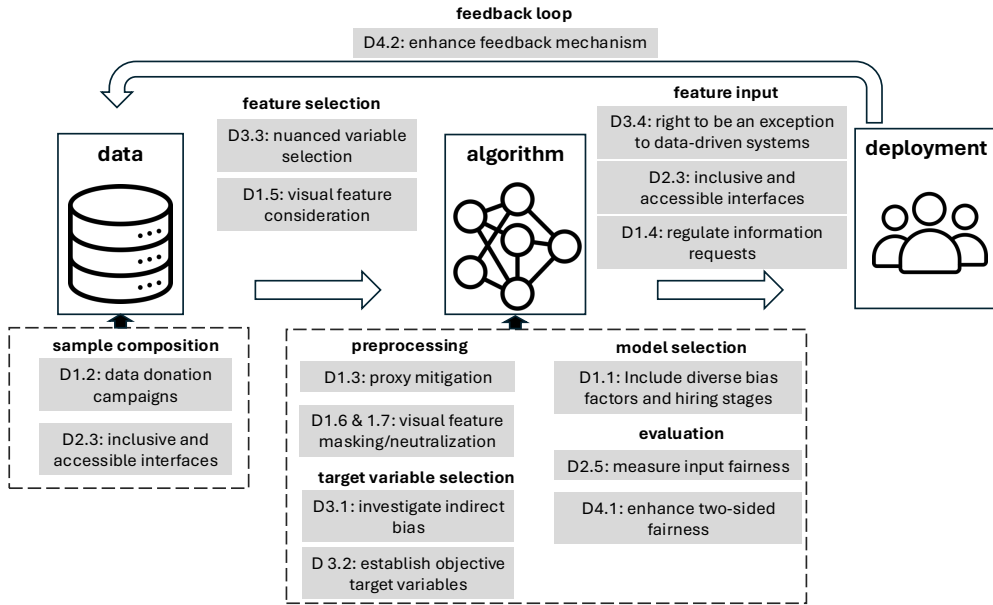 feedback loop
D4.2: enhance feedback mechanism
data
feature selection
D3.3: nuanced variable
selection
D1.5: visual feature
consideration
algorithm
feature input
D3.4: right to be an exception
to data-driven systems
D2.3: inclusive and
accessible interfaces
D1.4: regulate information
requests
deployment
sample composition
D1.2: data donation
campaigns
D2.3: inclusive and
accessible interfaces
preprocessing
D1.3: proxy mitigation
D1.6 & 1.7: visual feature
masking/neutralization
target variable selection
D3.1: investigate indirect
bias
D 3.2: establish objective
target variables
model selection
D1.1: Include diverse bias
factors and hiring stages
evaluation
D2.5: measure input fairness
D4.1: enhance two-sided
fairness